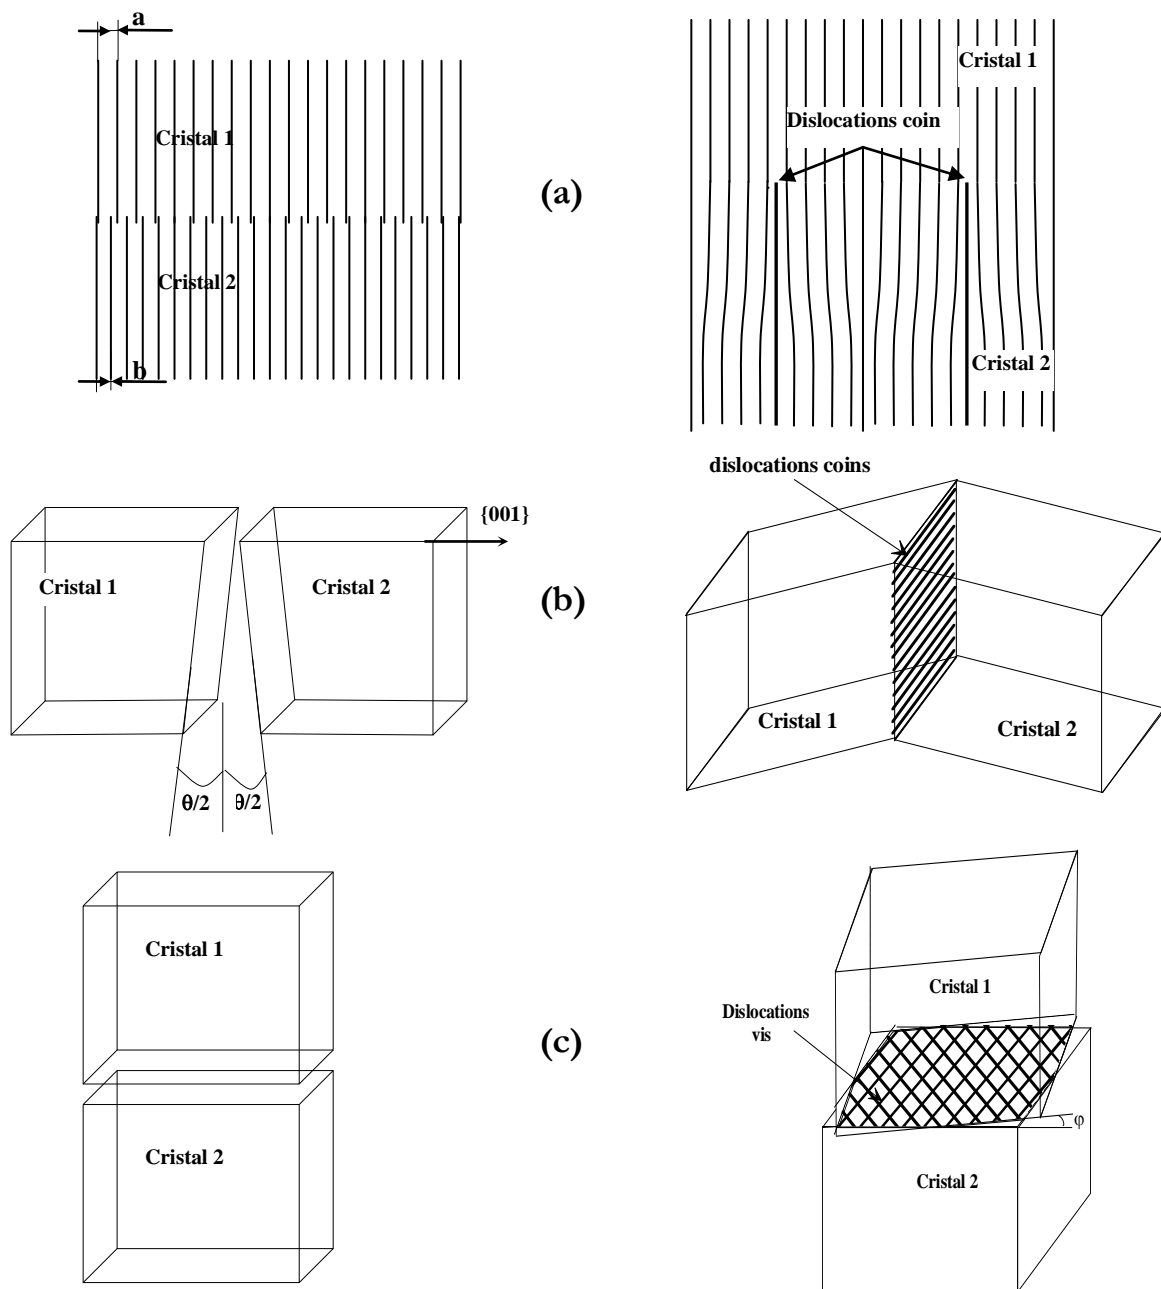 a
Cristal 1
Cristal 2
b
(a)
Cristal 1
Dislocations coin
Cristal 2
{001}
Cristal 1
Cristal 2
θ/2
θ/2
(b)
dislocations coins
Cristal 1
Cristal 2
Cristal 1
Cristal 2
(c)
Cristal 1
Dislocations
vis
φ
Cristal 2